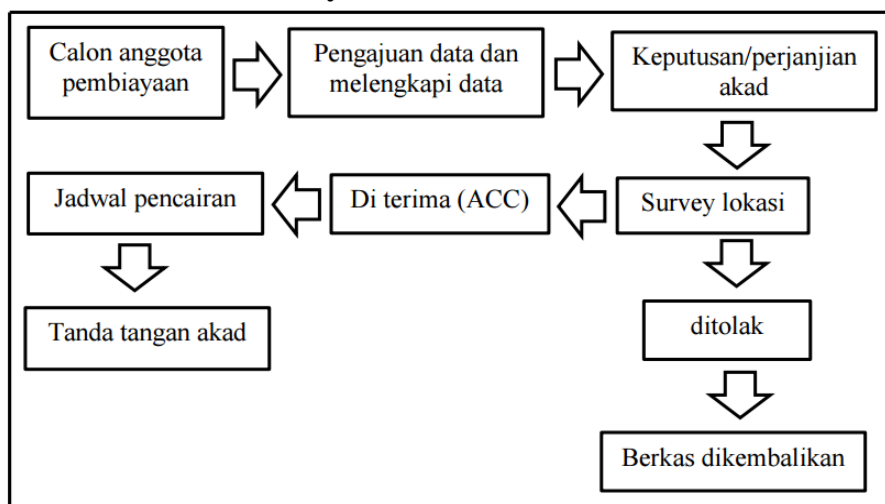 Calon anggota
pembiayaan
Pengajuan data dan
melengkapi data
Keputusan/perjanjian
akad
Survey lokasi
Di terima (ACC)
Jadwal pencairan
Tanda tangan akad
ditolak
Berkas dikembalikan